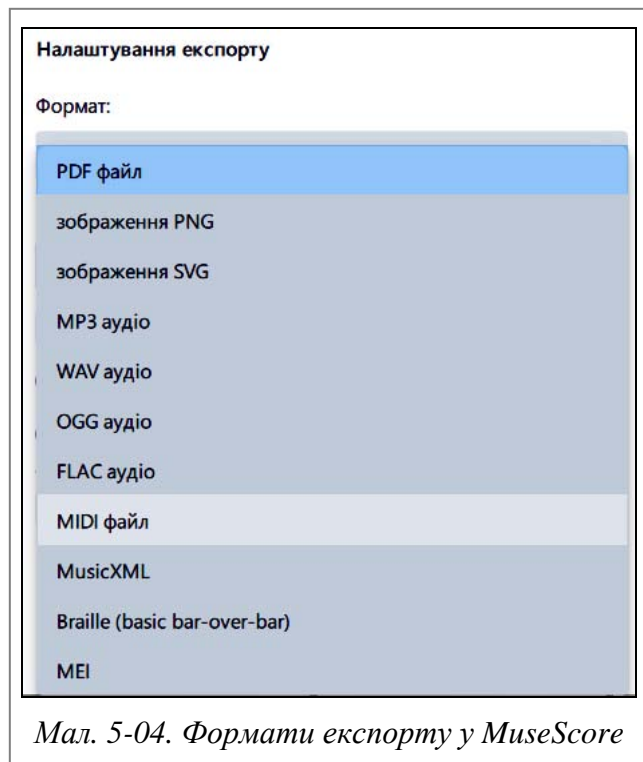 Налаштування експорту
Формат:
PDF файл
зображення PNG
зображення SVG
MP3 аудіо
WAV аудіо
OGG аудіо
FLAC аудіо
MIDI файл
MusicXML
Braille (basic bar-over-bar)
MEI
Мал. 5-04. Формати експорту у MuseScore